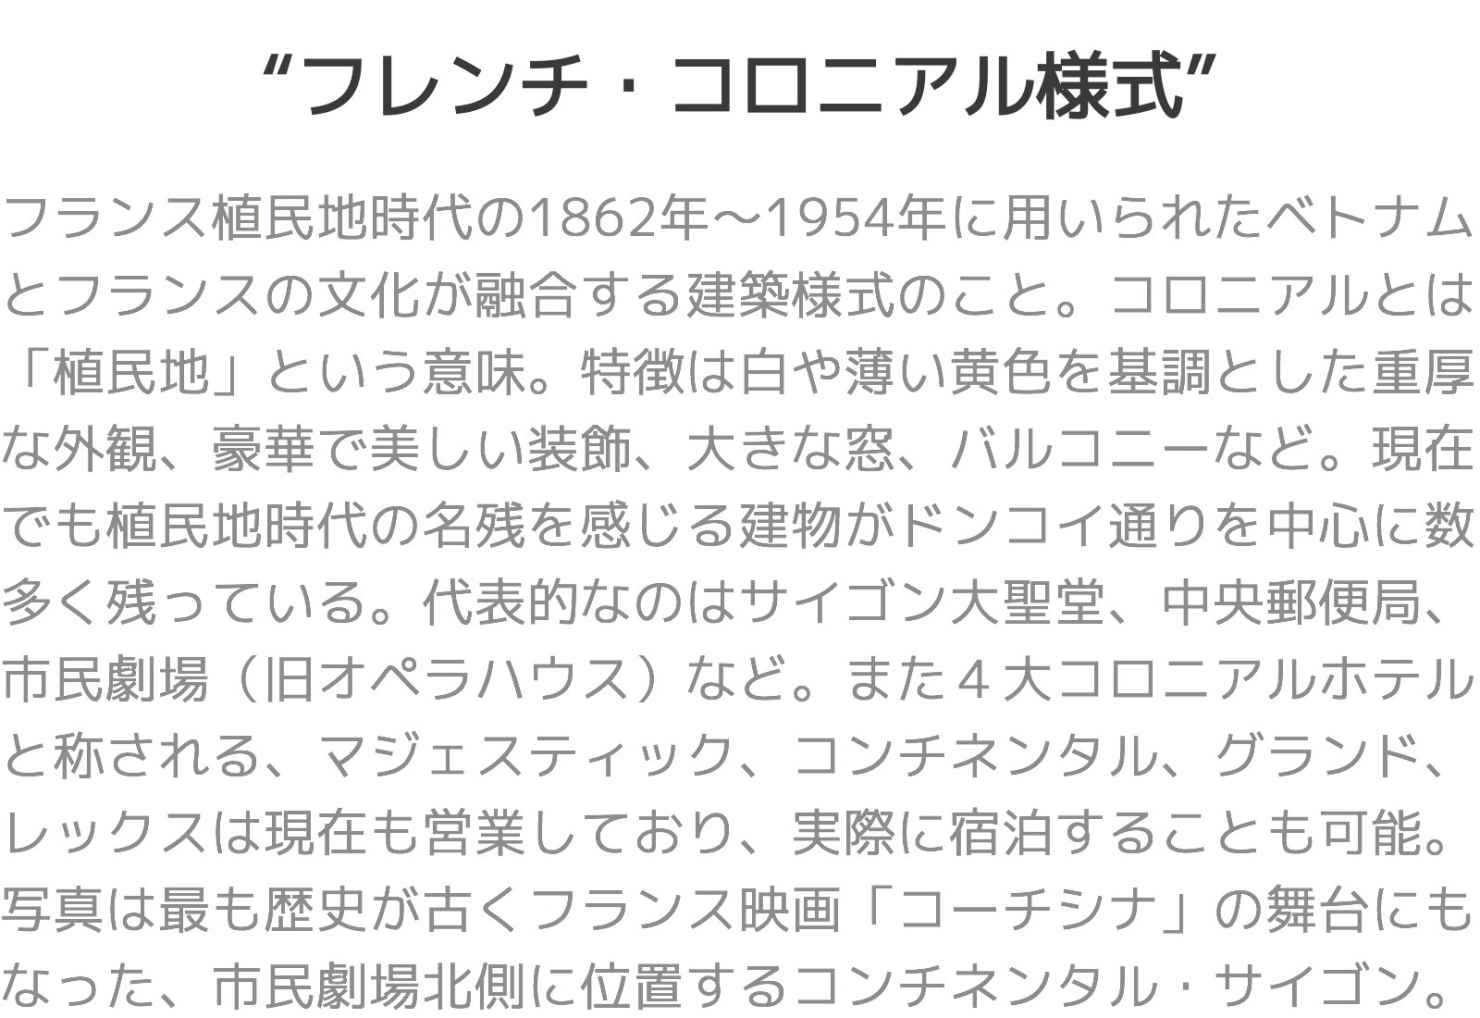 “フレンチ・コロニアル様式”
フランス植民地時代の1862年〜1954年に用いられたベトナム
とフランスの文化が融合する建築様式のこと。コロニアルとは
「植民地」という意味。特徴は白や薄い黄色を基調とした重厚
な外観、豪華で美しい装飾、大きな窓、バルコニーなど。現在
でも植民地時代の名残を感じる建物がドンコイ通りを中心に数
多く残っている。代表的なのはサイゴン大聖堂、中央郵便局、
市民劇場（旧オペラハウス）など。また４大コロニアルホテル
と称される、マジェスティック、コンチネンタル、グランド、
レックスは現在も営業しており、実際に宿泊することも可能。
写真は最も歴史が古くフランス映画「コーチシナ」の舞台にも
なった、市民劇場北側に位置するコンチネンタル・サイゴン。